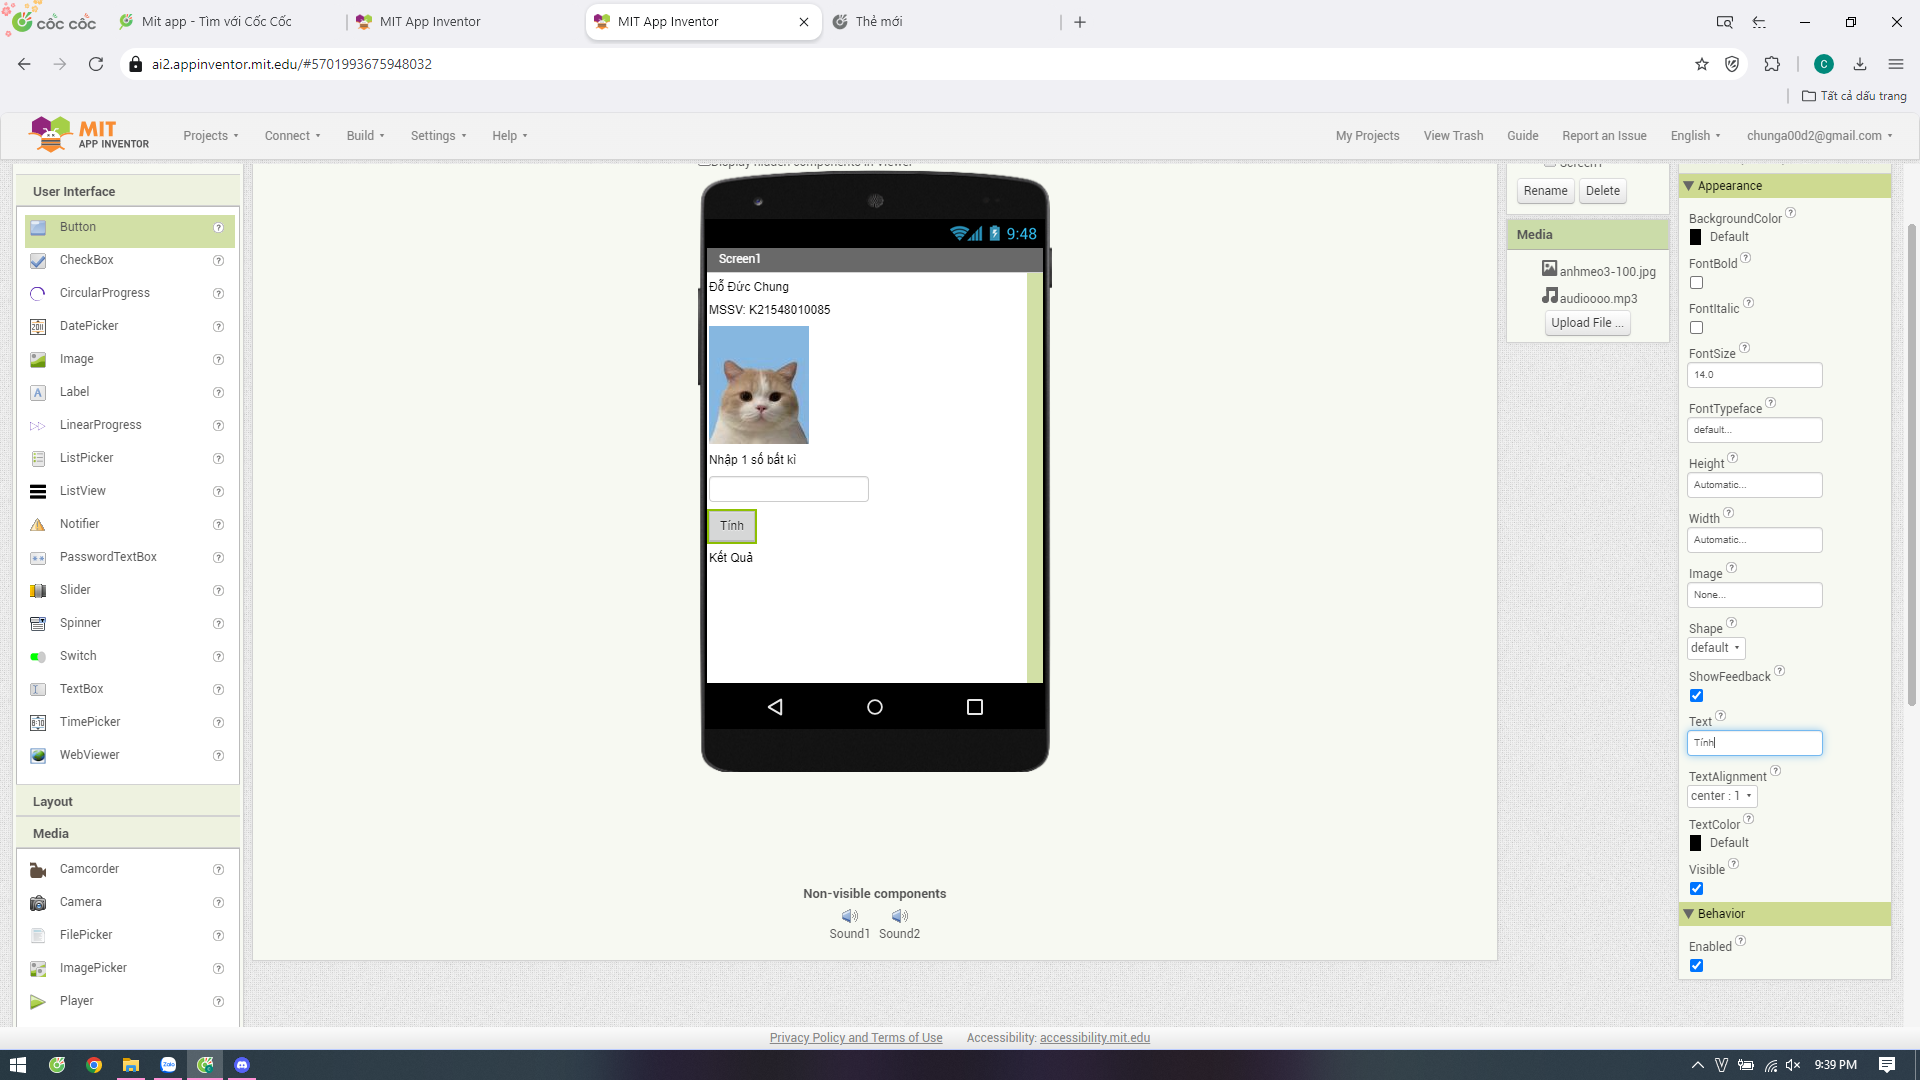 cốc cốc
Mit app - Tìm với Cốc Cốc
MIT App Inventor
MIT App Inventor
Thẻ mới
ai2.appinventor.mit.edu/#5701993675948032
C
Tất cả dấu trang
MIT
APP INVENTOR
Projects
Connect
Build
Settings
Help
My Projects
View Trash
Guide
Report an Issue
English
chunga00d2@gmail.com
User Interface
Button
CheckBox
CircularProgress
DatePicker
Image
Label
LinearProgress
ListPicker
ListView
Notifier
PasswordTextBox
Slider
Spinner
Switch
TextBox
TimePicker
WebViewer
Layout
Media
Camcorder
Camera
FilePicker
ImagePicker
Player
Display hidden components in Viewer
9:48
Screen1
Đỗ Đức Chung
MSSV: K21548010085
Nhập 1 số bất kì
Tính
Kết Quả
Non-visible components
Sound1
Sound2
Screen1
Rename
Delete
Media
anhmeo3-100.jpg
audioooo.mp3
Upload File ...
Appearance
BackgroundColor
Default
FontBold
FontItalic
FontSize
14.0
FontTypeface
default...
Height
Automatic...
Width
Automatic...
Image
None...
Shape
default
ShowFeedback
Text
Tính
TextAlignment
center : 1
TextColor
Default
Visible
Behavior
Enabled
Privacy Policy and Terms of Use
Accessibility: accessibility.mit.edu
Zalo
9:39 PM